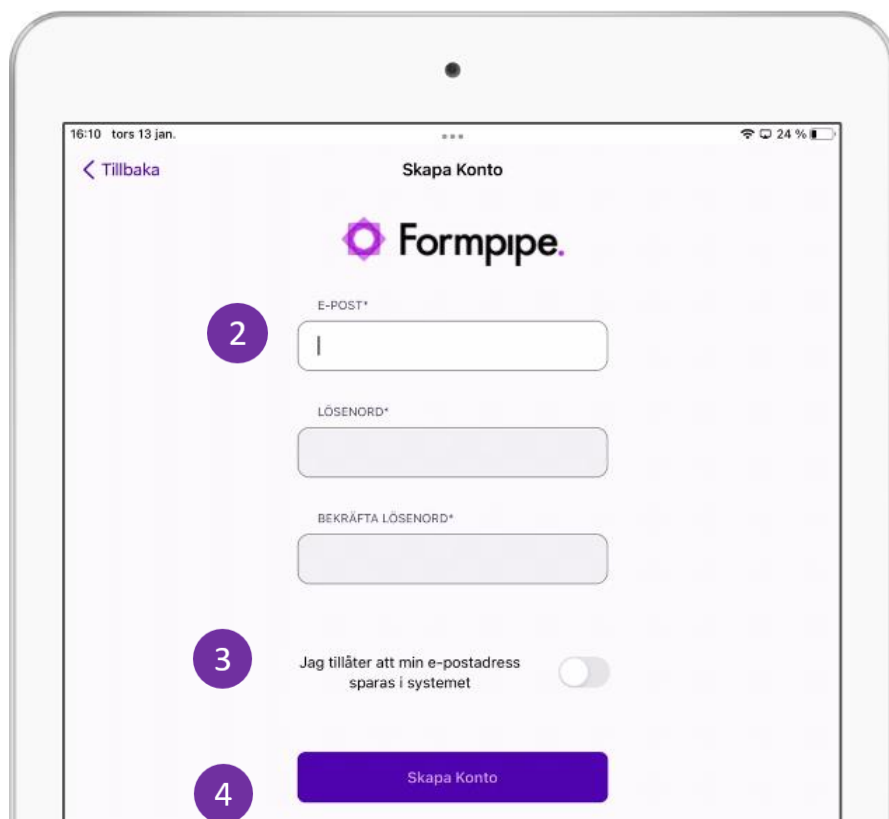 16:10 tors 13 jan.
24 %
Tillbaka
Skapa Konto
Formpipe.
E-POST*
2
LÖSENORD*
BEKRÄFTA LÖSENORD*
3
Jag tillåter att min e-postadress
sparas i systemet
Skapa Konto
4